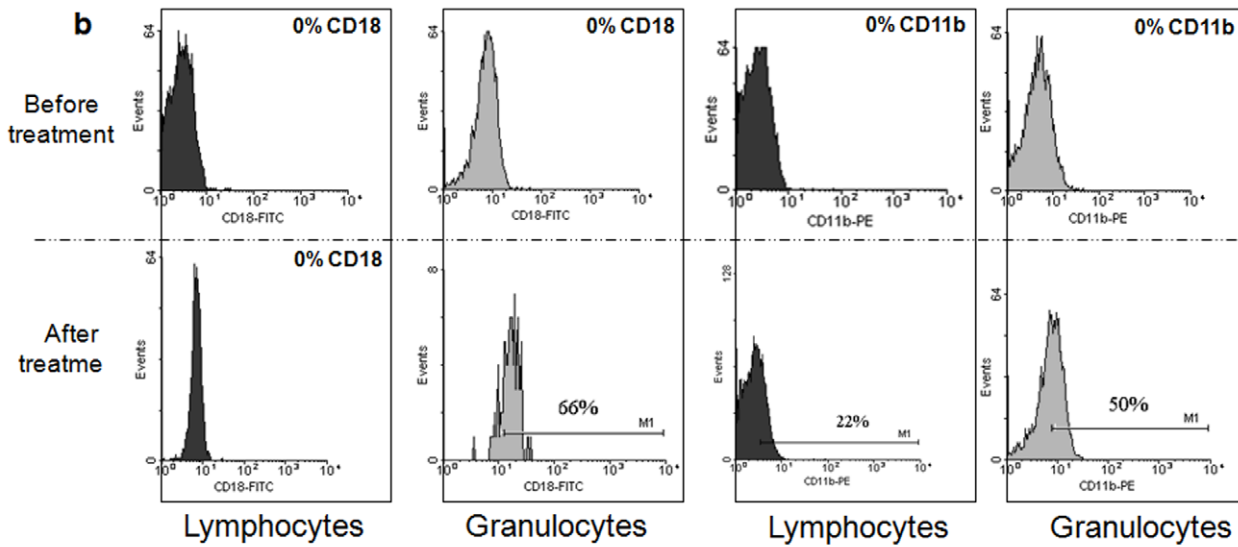 b
Before
treatment
0% CD18
64
Events
0
10⁰ 10¹ 10² 10³ 10⁴
CD18-FITC
0% CD18
64
Events
0
10⁰ 10¹ 10² 10³ 10⁴
CD18-FITC
0% CD11b
64
Events
0
10⁰ 10¹ 10² 10³ 10⁴
CD11b-PE
0% CD11b
64
Events
0
10⁰ 10¹ 10² 10³ 10⁴
CD11b-PE
After
treatme
0% CD18
64
Events
0
10⁰ 10¹ 10² 10³ 10⁴
CD18-FITC
8
Events
0
66%
M1
10⁰ 10¹ 10² 10³ 10⁴
CD18-FITC
128
Events
0
22%
M1
10⁰ 10¹ 10² 10³ 10⁴
CD11b-PE
64
Events
0
50%
M1
10⁰ 10¹ 10² 10³ 10⁴
CD11b-PE
Lymphocytes
Granulocytes
Lymphocytes
Granulocytes